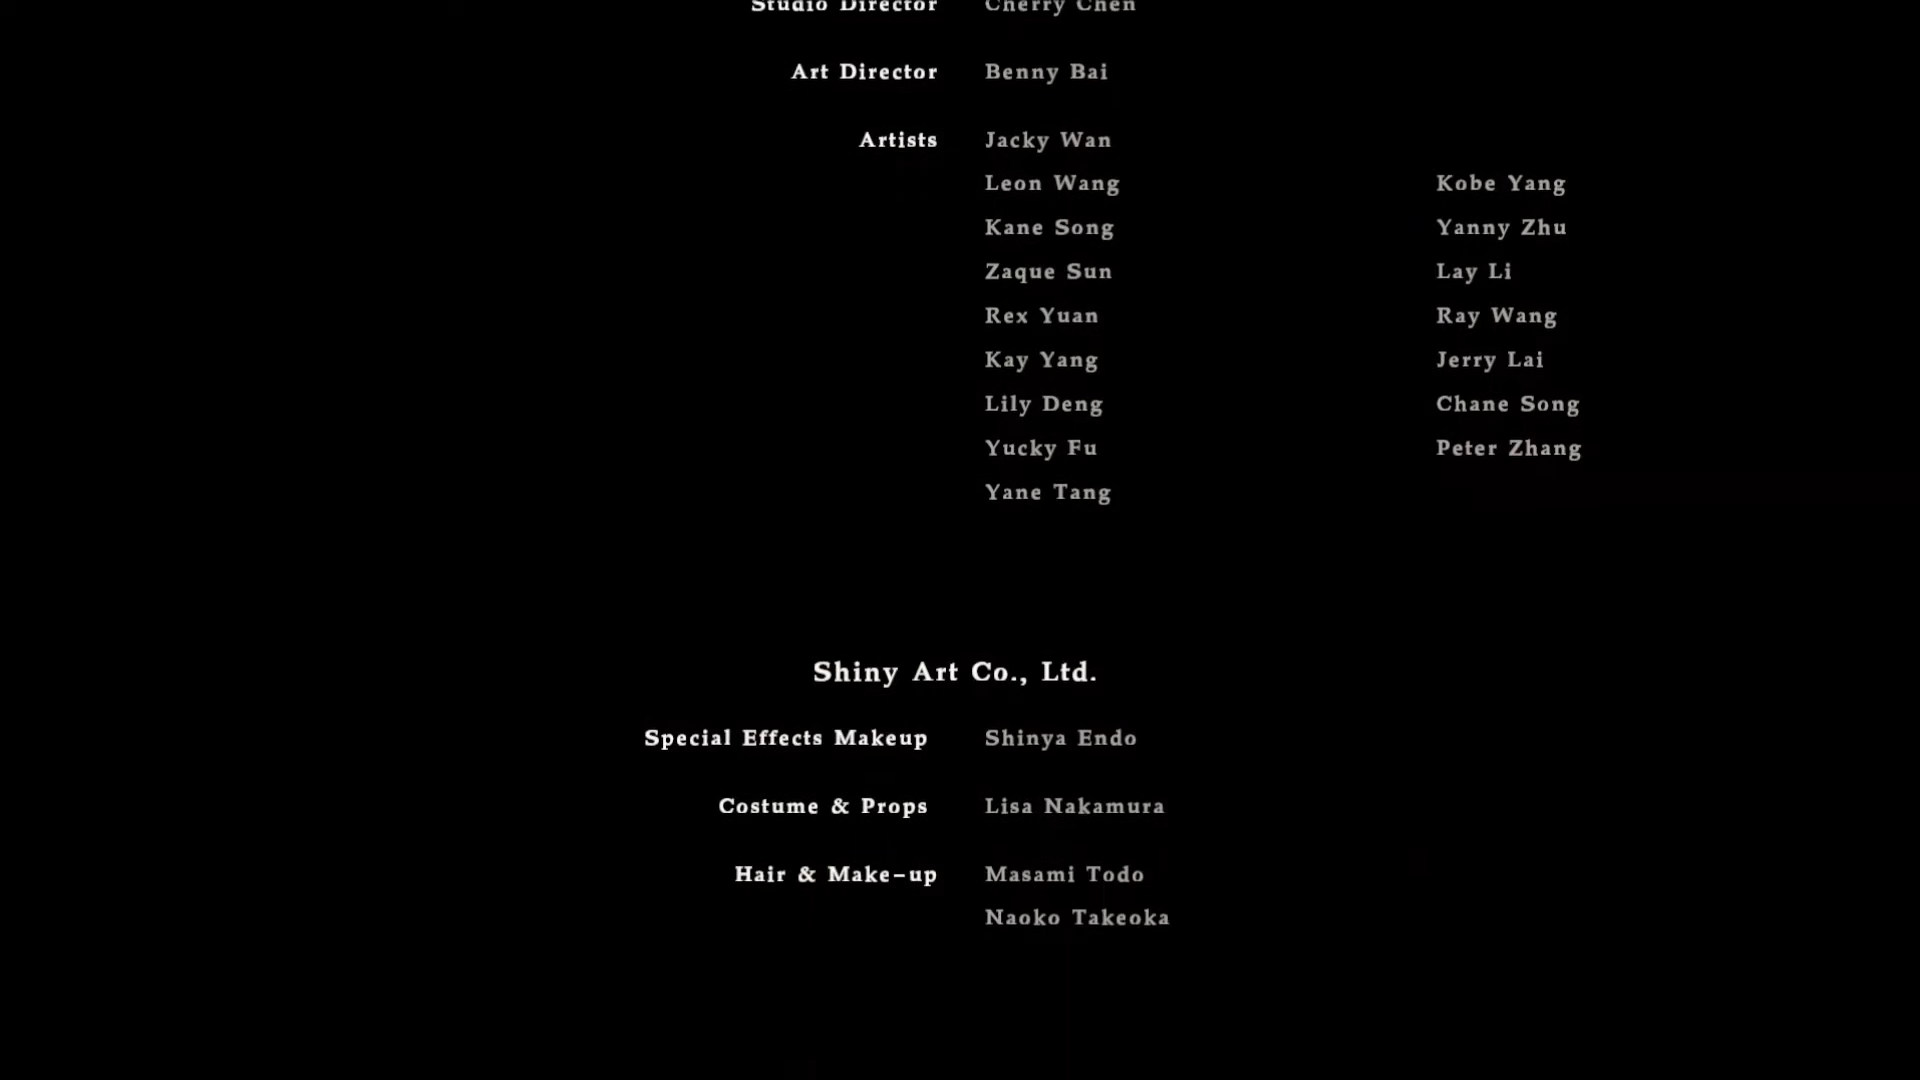 Studio Director Cherry Chen
Art Director Benny Bai
Artists Jacky Wan
Leon Wang Kobe Yang
Kane Song Yanny Zhu
Zaque Sun Lay Li
Rex Yuan Ray Wang
Kay Yang Jerry Lai
Lily Deng Chane Song
Yucky Fu Peter Zhang
Yane Tang
Shiny Art Co., Ltd.
Special Effects Makeup Shinya Endo
Costume & Props Lisa Nakamura
Hair & Make-up Masami Todo
Naoko Takeoka